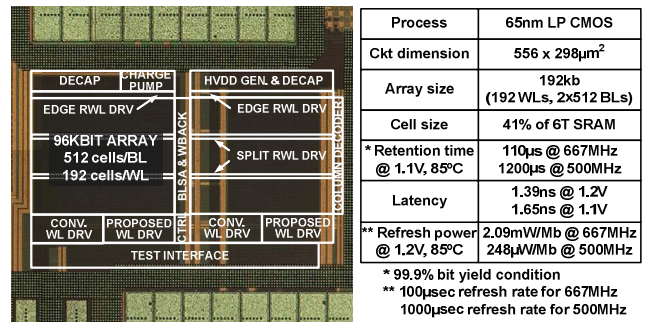 DECAP
CHARGE
PUMP
HVDD GEN. & DECAP
EDGE RWL DRV
EDGE RWL DRV
96KBIT ARRAY
512 cells/BL
192 cells/WL
SPLIT RWL DRV
BLSA & WBACK
CTRL
COLUMN DECODER
CONV.
WL DRV
PROPOSED
WL DRV
CONV.
WL DRV
PROPOSED
WL DRV
TEST INTERFACE
Process 65nm LP CMOS
Ckt dimension 556 x 298µm²
Array size 192kb
(192 WLs, 2x512 BLs)
Cell size 41% of 6T SRAM
* Retention time 110µs @ 667MHz
@ 1.1V, 85ºC 1200µs @ 500MHz
Latency 1.39ns @ 1.2V
1.65ns @ 1.1V
** Refresh power 2.09mW/Mb @ 667MHz
@ 1.2V, 85ºC 248µW/Mb @ 500MHz
* 99.9% bit yield condition
** 100µsec refresh rate for 667MHz
1000µsec refresh rate for 500MHz